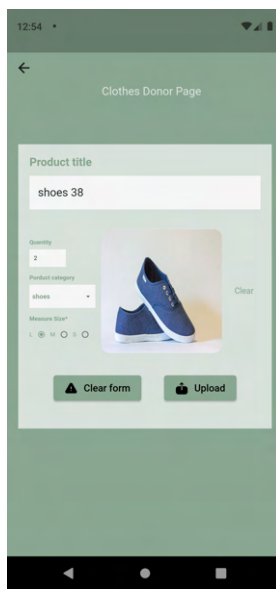 12:54
Clothes Donor Page
Product title
shoes 38
Quantity
2
Porduct category
shoes
Clear
Measure Size*
L M S
Clear form Upload